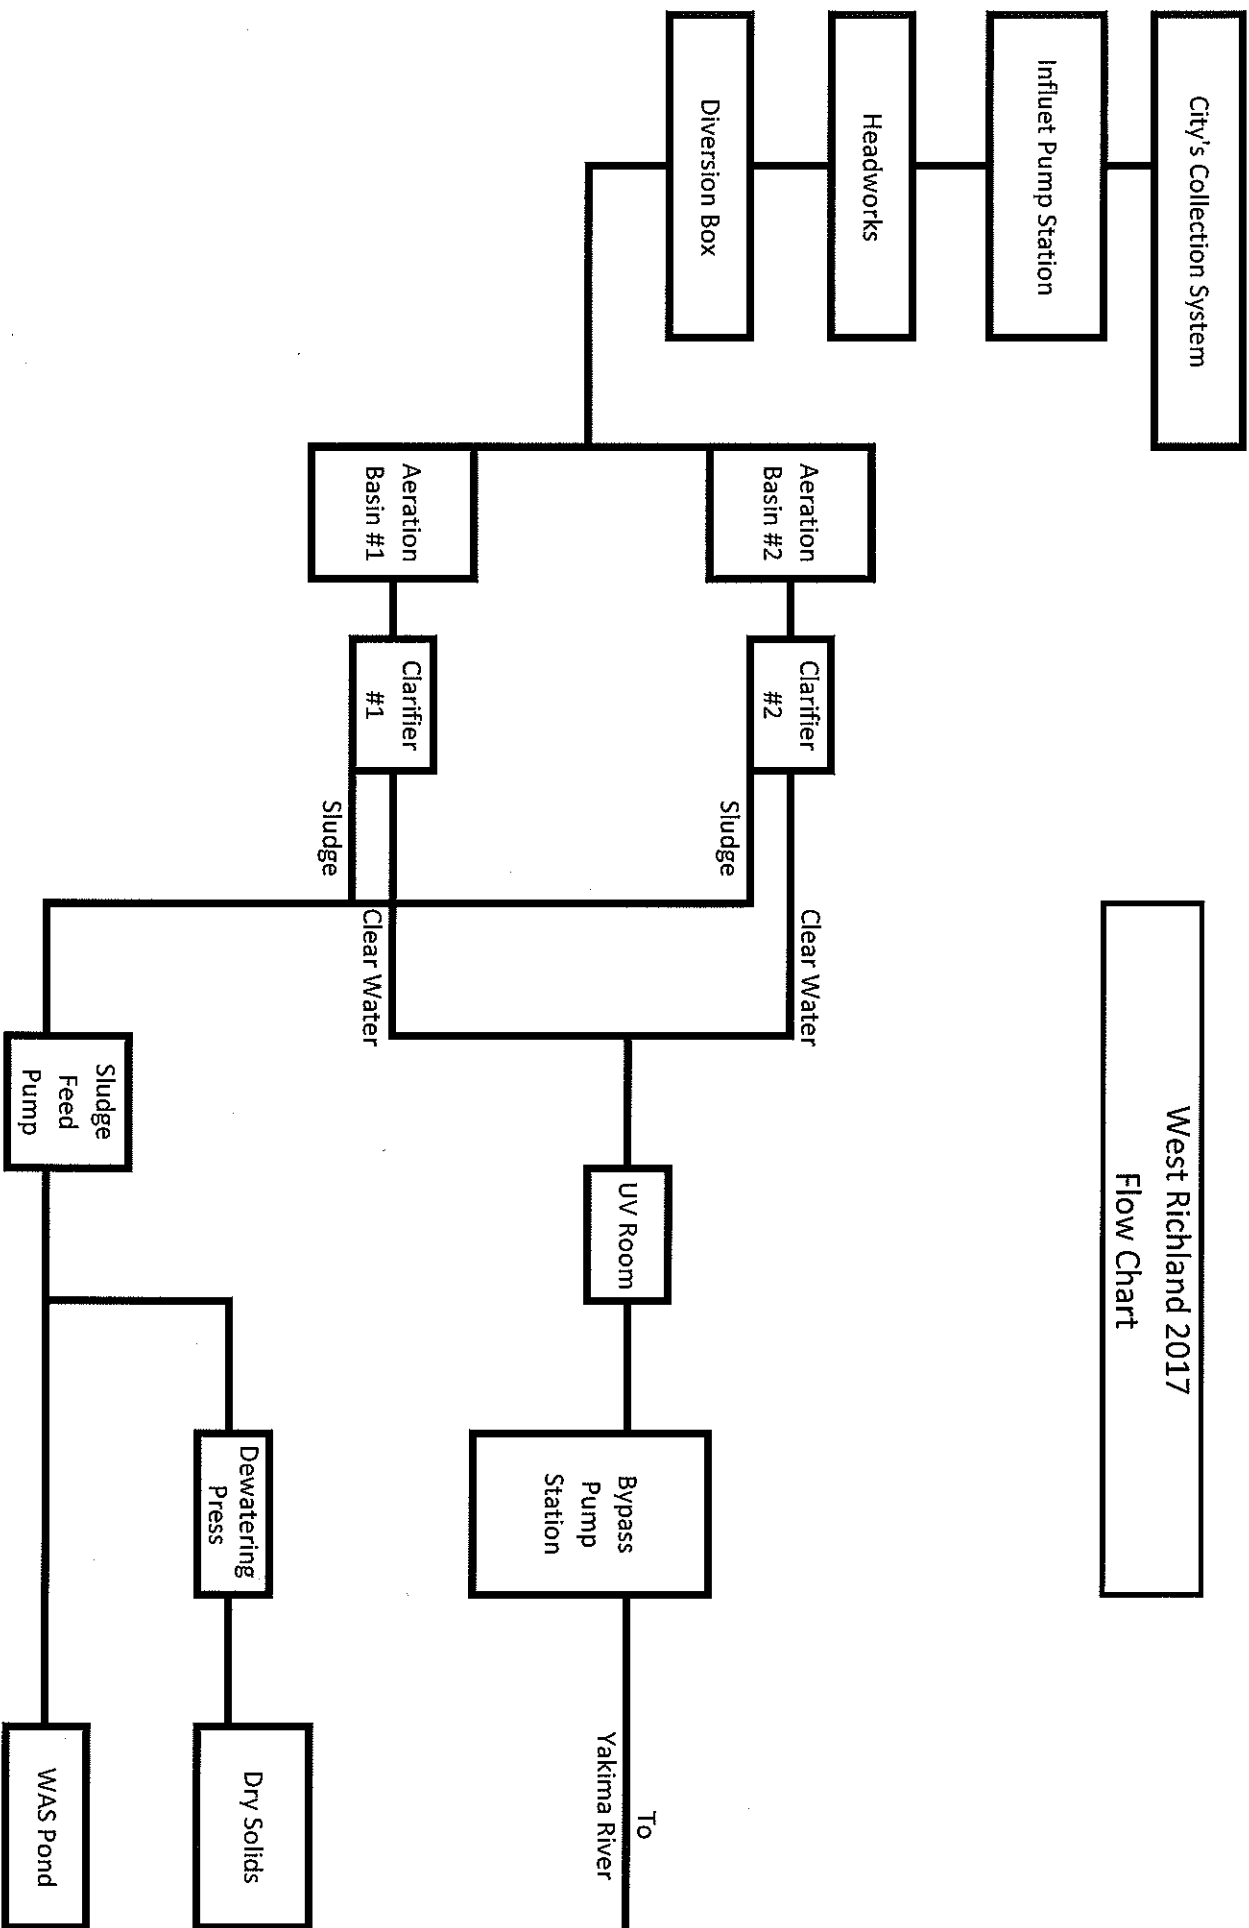 West Richland 2017
Flow Chart
City's Collection System
Influet Pump Station
Headworks
Diversion Box
Aeration
Basin #2
Clarifier
#2
Clear Water
Sludge
Aeration
Basin #1
Clarifier
#1
Clear Water
Sludge
UV Room
Bypass
Pump
Station
To
Yakima River
Sludge
Feed
Pump
Dewatering
Press
Dry Solids
WAS Pond